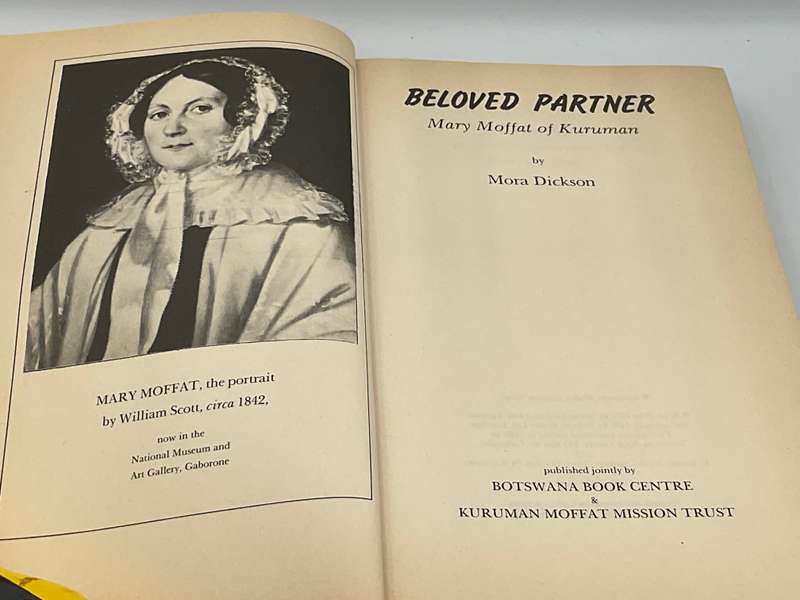 MARY MOFFAT, the portrait
by William Scott, circa 1842,
now in the
National Museum and
Art Gallery, Gaborone
BELOVED PARTNER
Mary Moffat of Kuruman
by
Mora Dickson
published jointly by
BOTSWANA BOOK CENTRE
&
KURUMAN MOFFAT MISSION TRUST